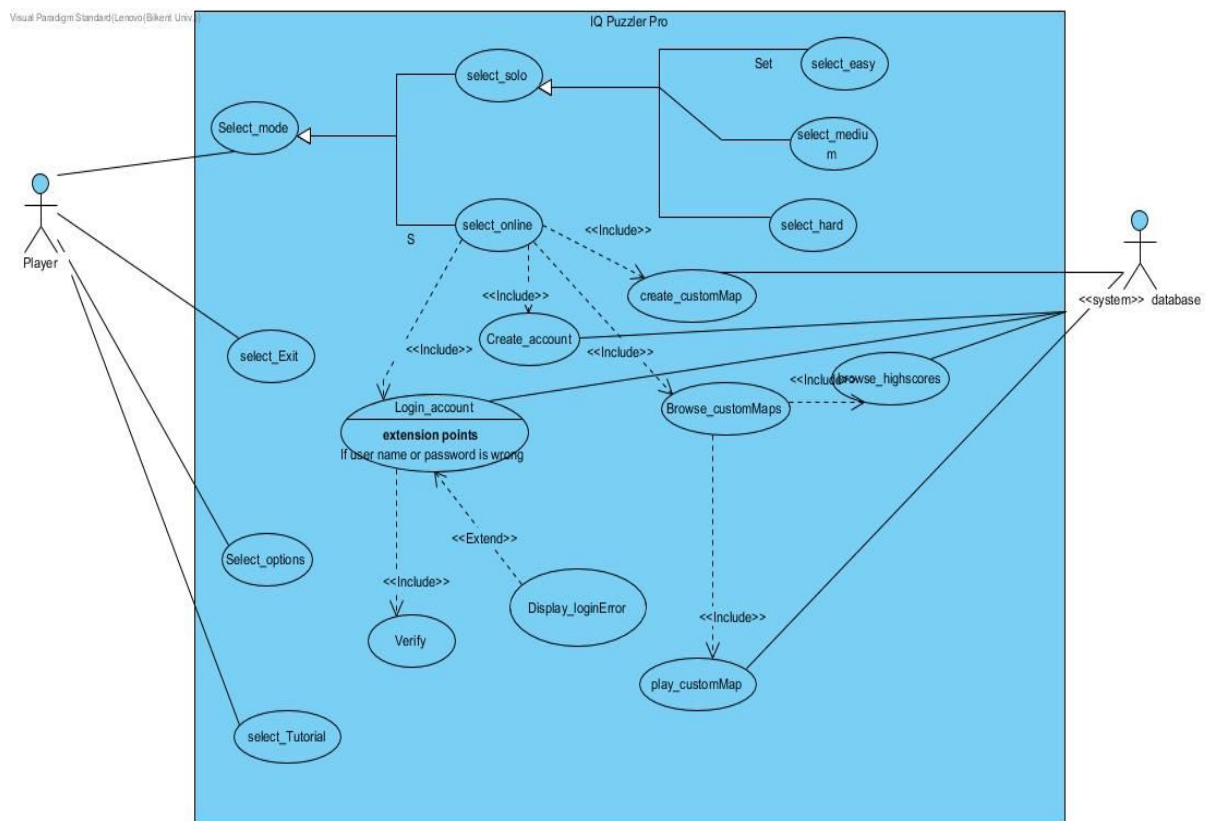 Visual Paradigm Standard(Lenovo(Bilkent Univ.))
IQ Puzzler Pro
select_solo
Set
select_easy
Select_mode
select_mediu
m
S
select_online
<<Include>>
select_hard
Player
<<Include>>
create_customMap
<<system>> database
Create_account
<<Include>>
<<Include>>
select_Exit
<<Include>>
browse_highscores
Login_account
Browse_customMaps
extension points
If user name or password is wrong
<<Extend>>
Select_options
<<Include>>
Display_loginError
<<Include>>
Verify
play_customMap
select_Tutorial